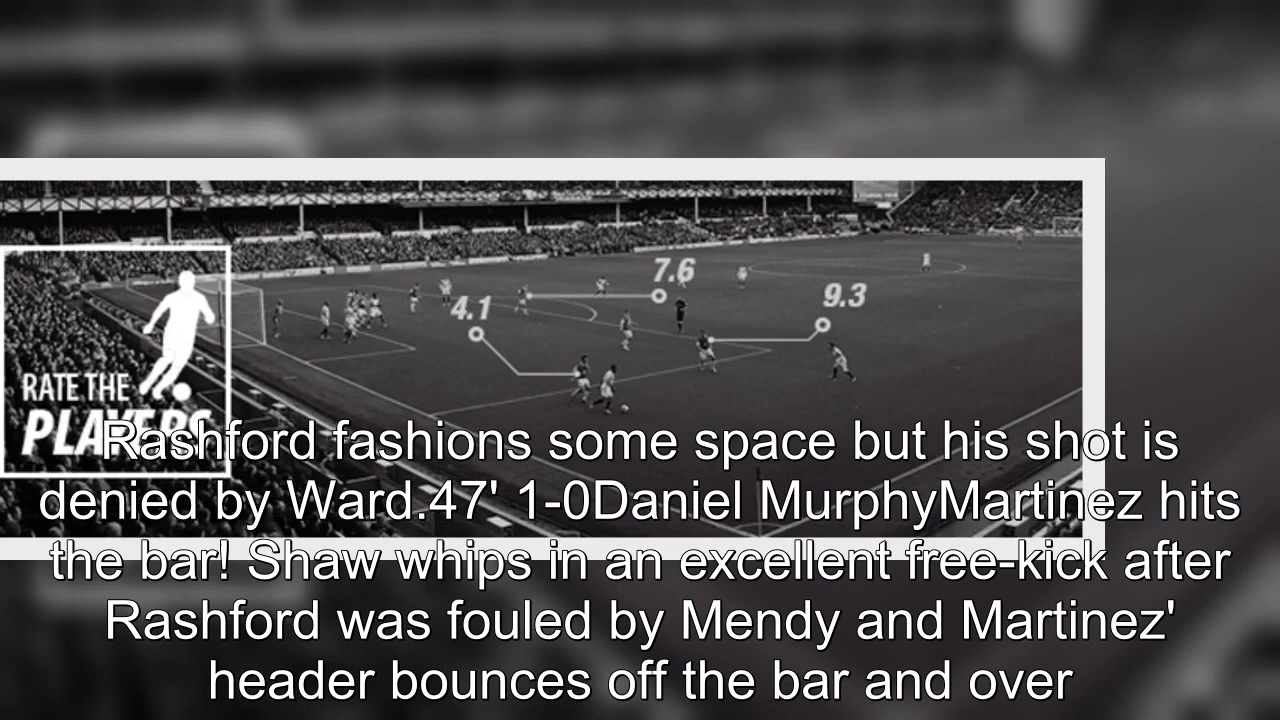 7.6
9.3
4.1
RATE THE
PLAYERS
Rashford fashions some space but his shot is
denied by Ward.47' 1-0Daniel MurphyMartinez hits
the bar! Shaw whips in an excellent free-kick after
Rashford was fouled by Mendy and Martinez'
header bounces off the bar and over